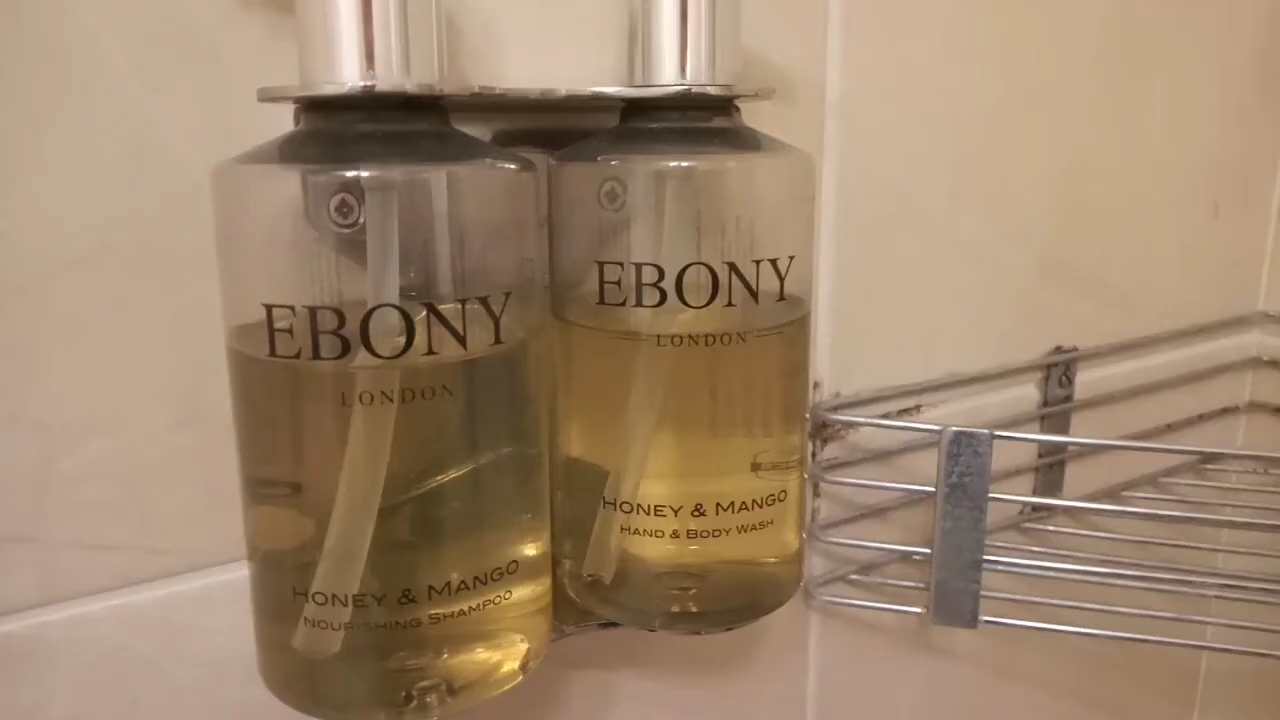 EBONY
LONDON
HONEY & MANGO
NOURISHING SHAMPOO
EBONY
LONDON
HONEY & MANGO
HAND & BODY WASH